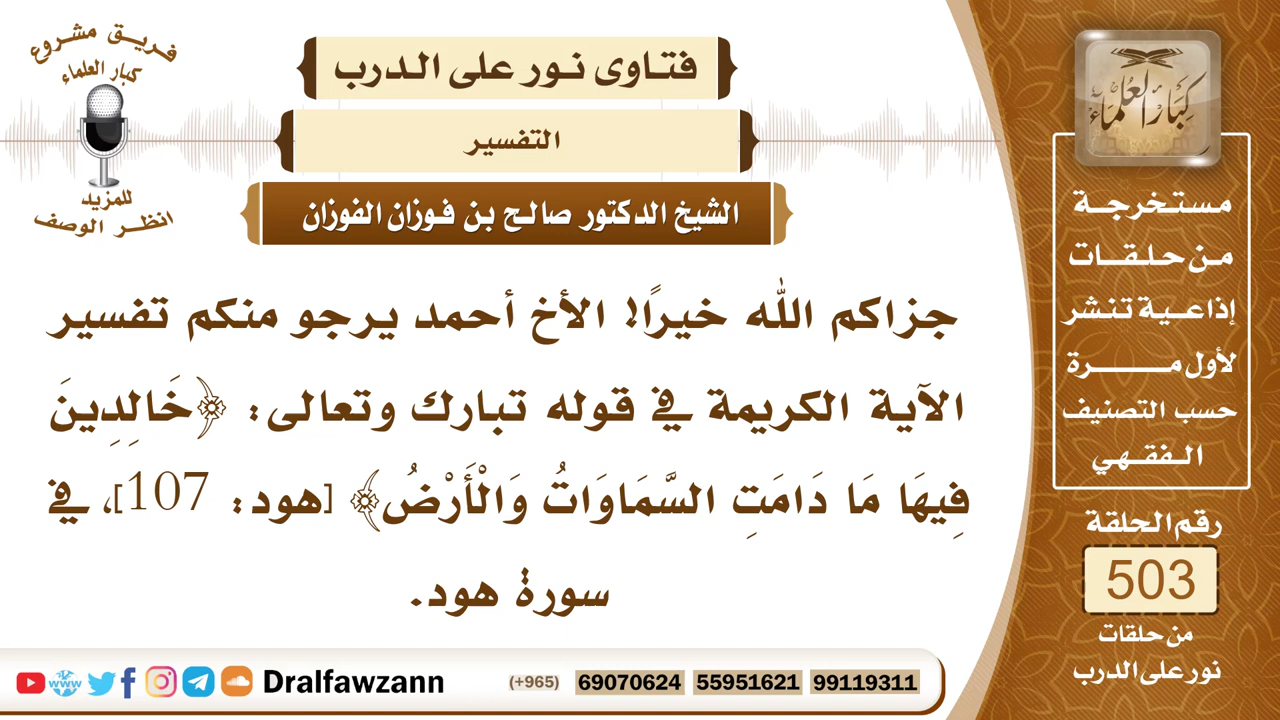 فريق مشروع
كبار العلماء
للمزيد
انظر الوصف
فتاوى نور على الدرب
التفسير
الشيخ الدكتور صالح بن فوزان الفوزان
جزاكم الله خيرًا! الأخ أحمد يرجو منكم تفسير
الآية الكريمة في قوله تبارك وتعالى: ﴿خَالِدِينَ
فِيهَا مَا دَامَتِ السَّمَاوَاتُ وَالْأَرْضُ﴾ [هود: 107]، في
سورة هود.
كبار العلماء
مستخرجة
من حلقات
إذاعية تنشر
لأول مرة
حسب التصنيف
الفقهي
رقم الحلقة
503
من حلقات
نور على الدرب
www Dralfawzann (+965) 69070624 55951621 99119311